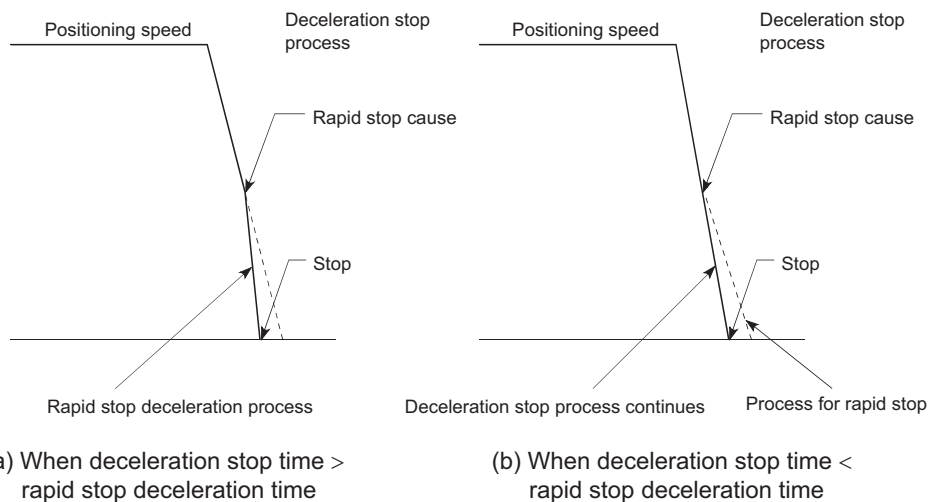 Positioning speed
Deceleration stop
process
Rapid stop cause
Stop
Rapid stop deceleration process
a) When deceleration stop time >
rapid stop deceleration time
Positioning speed
Deceleration stop
process
Rapid stop cause
Stop
Deceleration stop process continues
Process for rapid stop
(b) When deceleration stop time <
rapid stop deceleration time